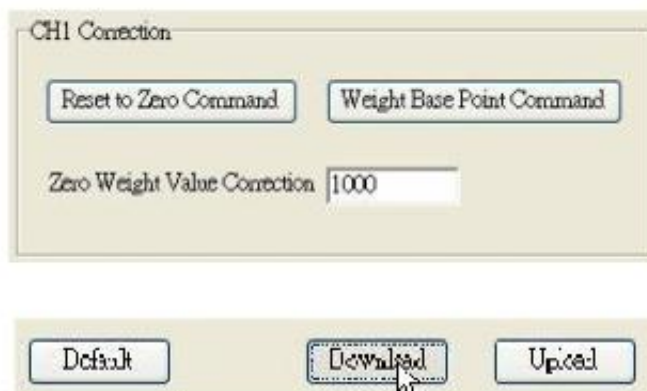 CH1 Correction
Reset to Zero Command Weight Base Point Command
Zero Weight Value Correction 1000
Default Download Upload